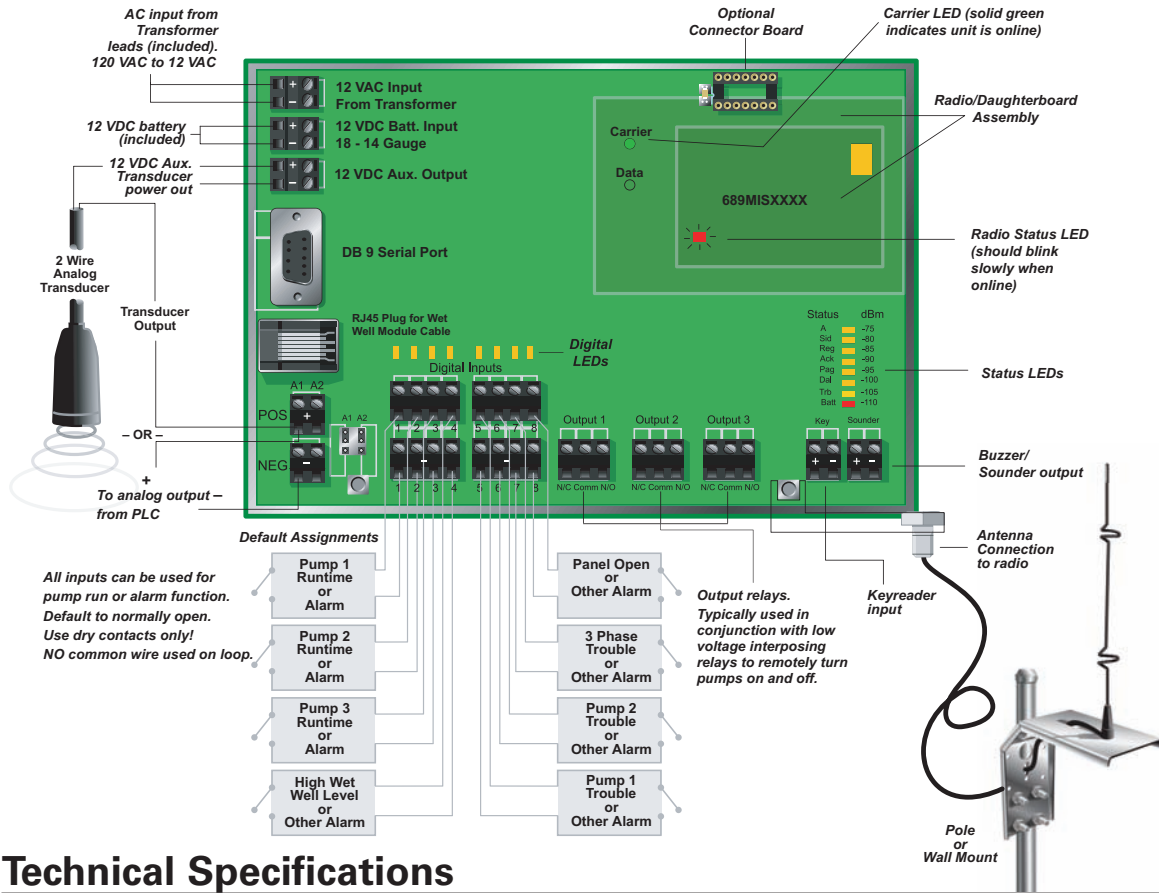 AC input from
Transformer
leads (included).
120 VAC to 12 VAC
Optional
Connector Board
Carrier LED (solid green
indicates unit is online)
+
-
12 VAC Input
From Transformer
12 VDC battery
(included)
+
-
12 VDC Batt. Input
18 - 14 Gauge
12 VDC Aux.
Transducer
power out
+
-
12 VDC Aux. Output
Carrier
Data
689MISXXXX
Radio/Daughterboard
Assembly
2 Wire
Analog
Transducer
DB 9 Serial Port
Radio Status LED
(should blink
slowly when
online)
Transducer
Output
RJ45 Plug for Wet
Well Module Cable
Digital
LEDs
Digital Inputs
Status dBm
A -75
Sid -80
Reg -85
Ack -90
Pag -95
Dal -100
Trb -105
Batt -110
Status LEDs
A1 A2
POS
+
A1 A2
1 2 3 4 5 6 7 8
Output 1
Output 2
Output 3
Key
Sounder
– OR –
NEG
-
-
-
1 2 3 4 5 6 7 8
N/C Comm N/O
N/C Comm N/O
N/C Comm N/O
+ -
+ -
Buzzer/
Sounder output
+
To analog output –
from PLC
Default Assignments
Antenna
Connection
to radio
All inputs can be used for
pump run or alarm function.
Default to normally open.
Use dry contacts only!
NO common wire used on loop.
Pump 1
Runtime
or
Alarm
Pump 2
Runtime
or
Alarm
Pump 3
Runtime
or
Alarm
High Wet
Well Level
or
Other Alarm
Panel Open
or
Other Alarm
3 Phase
Trouble
or
Other Alarm
Pump 2
Trouble
or
Other Alarm
Pump 1
Trouble
or
Other Alarm
Output relays.
Typically used in
conjunction with low
voltage interposing
relays to remotely turn
pumps on and off.
Keyreader
input
Pole
or
Wall Mount
Technical Specifications